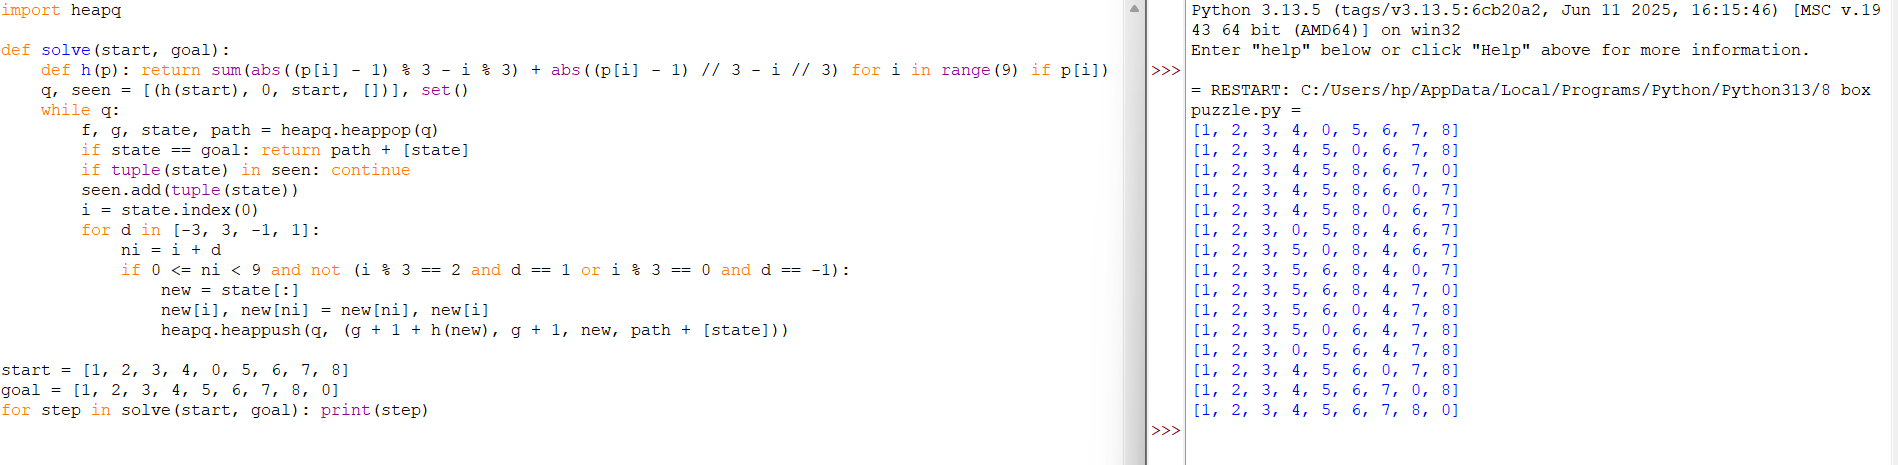 import heapq

def solve(start, goal):
    def h(p): return sum(abs((p[i] - 1) % 3 - i % 3) + abs((p[i] - 1) // 3 - i // 3) for i in range(9) if p[i])
    q, seen = [(h(start), 0, start, [])], set()
    while q:
        f, g, state, path = heapq.heappop(q)
        if state == goal: return path + [state]
        if tuple(state) in seen: continue
        seen.add(tuple(state))
        i = state.index(0)
        for d in [-3, 3, -1, 1]:
            ni = i + d
            if 0 <= ni < 9 and not (i % 3 == 2 and d == 1 or i % 3 == 0 and d == -1):
                new = state[:]
                new[i], new[ni] = new[ni], new[i]
                heapq.heappush(q, (g + 1 + h(new), g + 1, new, path + [state]))

start = [1, 2, 3, 4, 0, 5, 6, 7, 8]
goal = [1, 2, 3, 4, 5, 6, 7, 8, 0]
for step in solve(start, goal): print(step)
Python 3.13.5 (tags/v3.13.5:6cb20a2, Jun 11 2025, 16:15:46) [MSC v.19
43 64 bit (AMD64)] on win32
Enter "help" below or click "Help" above for more information.
>>>
= RESTART: C:/Users/hp/AppData/Local/Programs/Python/Python313/8 box
puzzle.py =
[1, 2, 3, 4, 0, 5, 6, 7, 8]
[1, 2, 3, 4, 5, 0, 6, 7, 8]
[1, 2, 3, 4, 5, 8, 6, 7, 0]
[1, 2, 3, 4, 5, 8, 6, 0, 7]
[1, 2, 3, 4, 5, 8, 0, 6, 7]
[1, 2, 3, 0, 5, 8, 4, 6, 7]
[1, 2, 3, 5, 0, 8, 4, 6, 7]
[1, 2, 3, 5, 6, 8, 4, 0, 7]
[1, 2, 3, 5, 6, 8, 4, 7, 0]
[1, 2, 3, 5, 6, 0, 4, 7, 8]
[1, 2, 3, 5, 0, 6, 4, 7, 8]
[1, 2, 3, 0, 5, 6, 4, 7, 8]
[1, 2, 3, 4, 5, 6, 0, 7, 8]
[1, 2, 3, 4, 5, 6, 7, 0, 8]
[1, 2, 3, 4, 5, 6, 7, 8, 0]
>>>